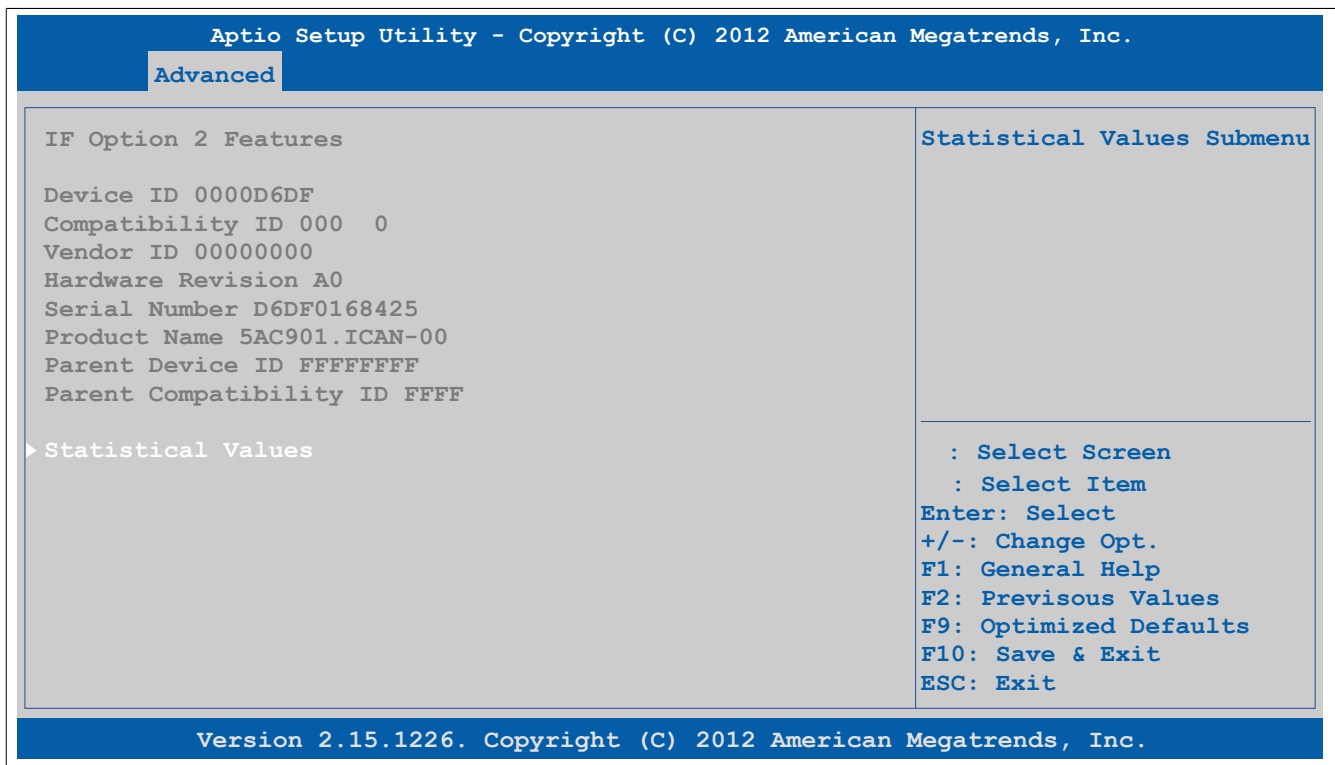 Aptio Setup Utility - Copyright (C) 2012 American Megatrends, Inc.
Advanced
IF Option 2 Features
Device ID 0000D6DF
Compatibility ID 000  0
Vendor ID 00000000
Hardware Revision A0
Serial Number D6DF0168425
Product Name 5AC901.ICAN-00
Parent Device ID FFFFFFFF
Parent Compatibility ID FFFF
Statistical Values
Statistical Values Submenu
: Select Screen
: Select Item
Enter: Select
+/-: Change Opt.
F1: General Help
F2: Previsous Values
F9: Optimized Defaults
F10: Save & Exit
ESC: Exit
Version 2.15.1226. Copyright (C) 2012 American Megatrends, Inc.